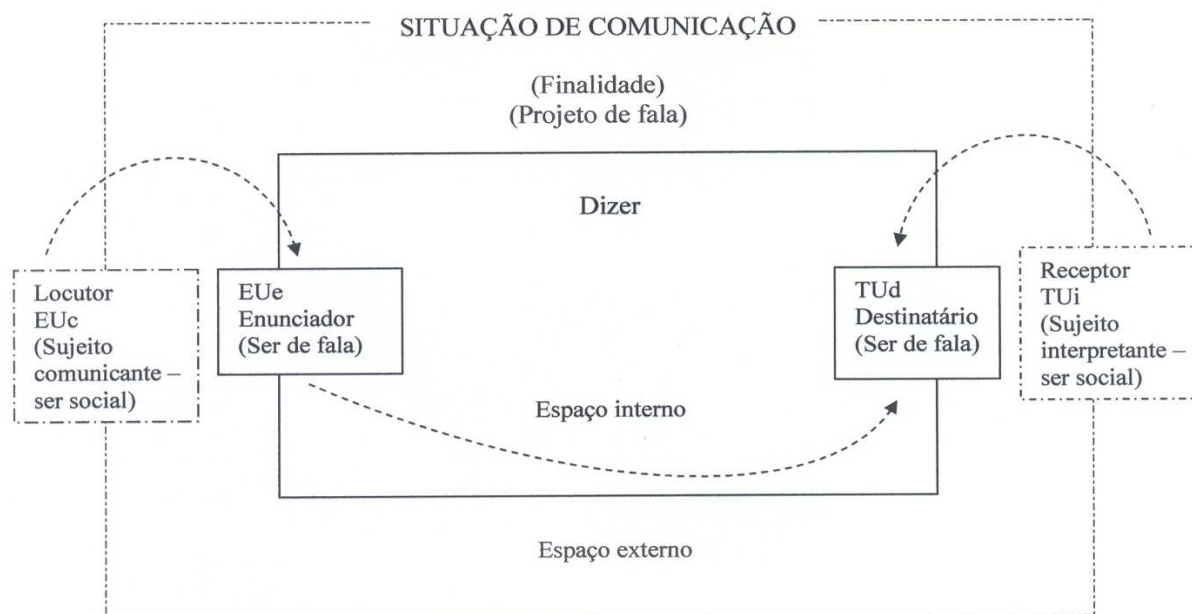 SITUAÇÃO DE COMUNICAÇÃO
(Finalidade)
(Projeto de fala)
Dizer
Locutor
EUc
(Sujeito
comunicante –
ser social)
EUe
Enunciador
(Ser de fala)
TUd
Destinatário
(Ser de fala)
Receptor
TUi
(Sujeito
interpretante –
ser social)
Espaço interno
Espaço externo